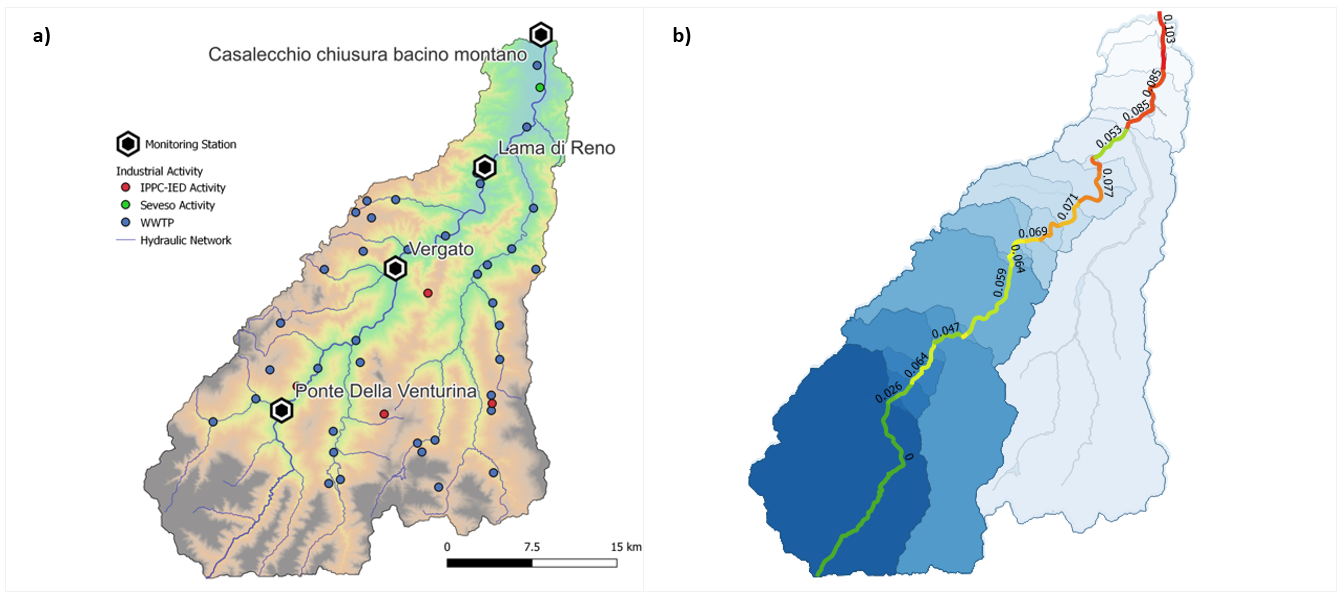 a)
Casalecchio chiusura bacino montano
Monitoring Station
Lama di Reno
Industrial Activity
IPPC-IED Activity
Seveso Activity
WWTP
Hydraulic Network
Vergato
Ponte Della Venturina
0 7.5 15 km
b)
0.103
0.085
0.085
0.053
0.077
0.071
0.069
0.064
0.059
0.047
0.064
0.026
0